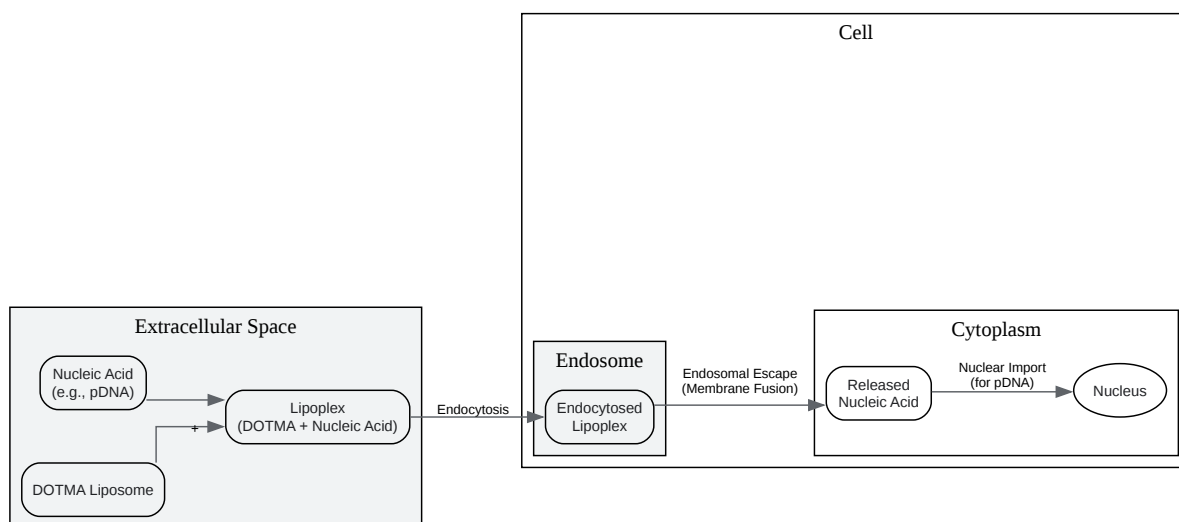 Cell
Extracellular Space
Nucleic Acid
(e.g., pDNA)
+
DOTMA Liposome
Lipoplex
(DOTMA + Nucleic Acid)
Endocytosis
Endosome
Endocytosed
Lipoplex
Endosomal Escape
(Membrane Fusion)
Cytoplasm
Released
Nucleic Acid
Nuclear Import
(for pDNA)
Nucleus